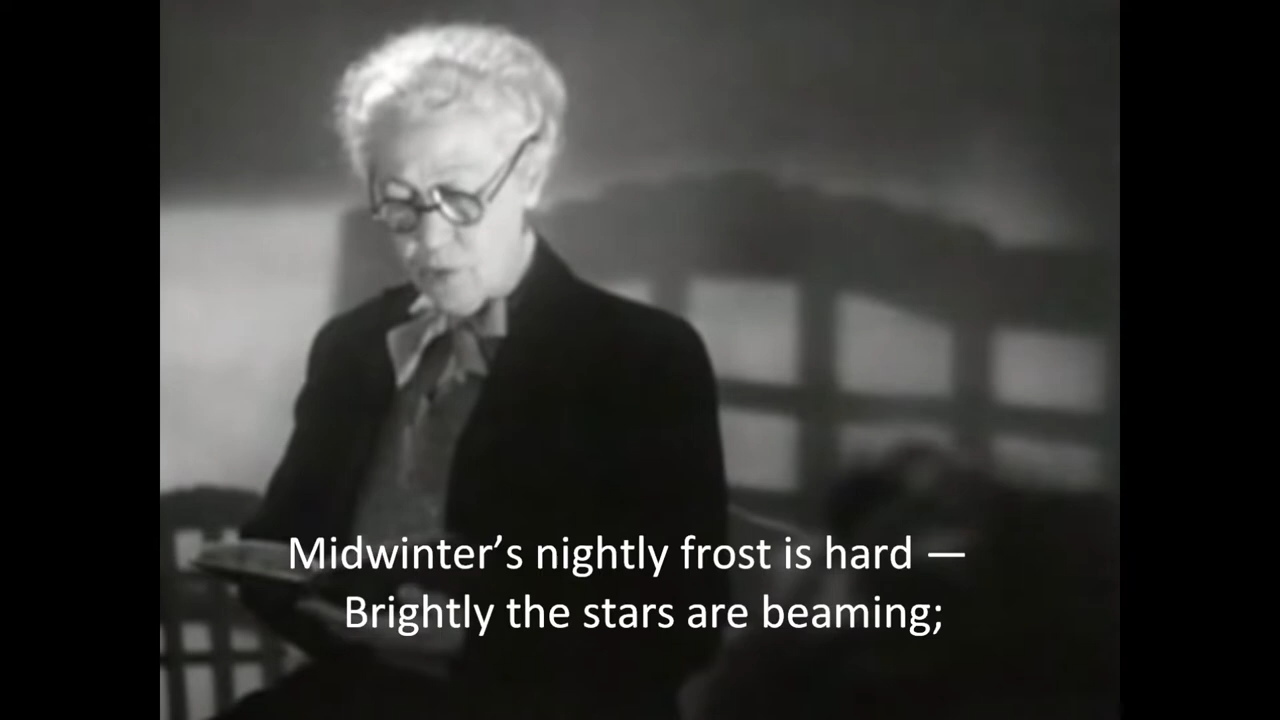 Midwinter’s nightly frost is hard —
Brightly the stars are beaming;